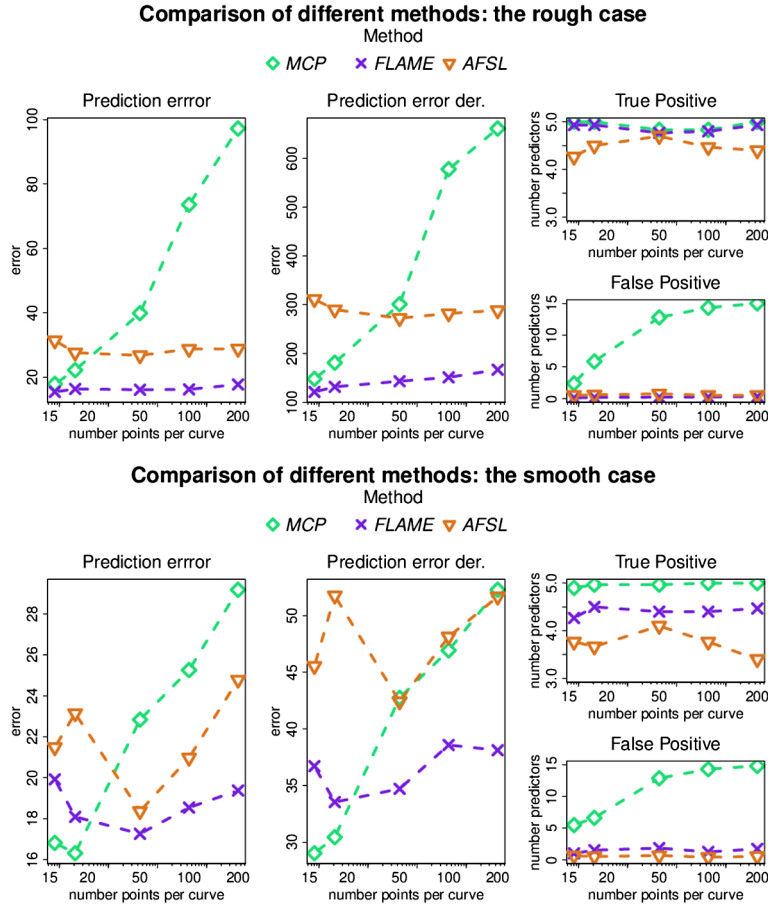 Comparison of different methods: the rough case
Method
MCP FLAME AFSL
Prediction errror
error
100
80
60
40
20
15 20 50 100 200
number points per curve
Prediction error der.
error
600
500
400
300
200
100
15 20 50 100 200
number points per curve
True Positive
number predictors
5.0
4.0
3.0
15 20 50 100 200
number points per curve
False Positive
number predictors
15
10
5
0
15 20 50 100 200
number points per curve
Comparison of different methods: the smooth case
Method
MCP FLAME AFSL
Prediction errror
error
28
26
24
22
20
18
16
15 20 50 100 200
number points per curve
Prediction error der.
error
50
45
40
35
30
15 20 50 100 200
number points per curve
True Positive
number predictors
5.0
4.0
3.0
15 20 50 100 200
number points per curve
False Positive
number predictors
15
10
5
0
15 20 50 100 200
number points per curve